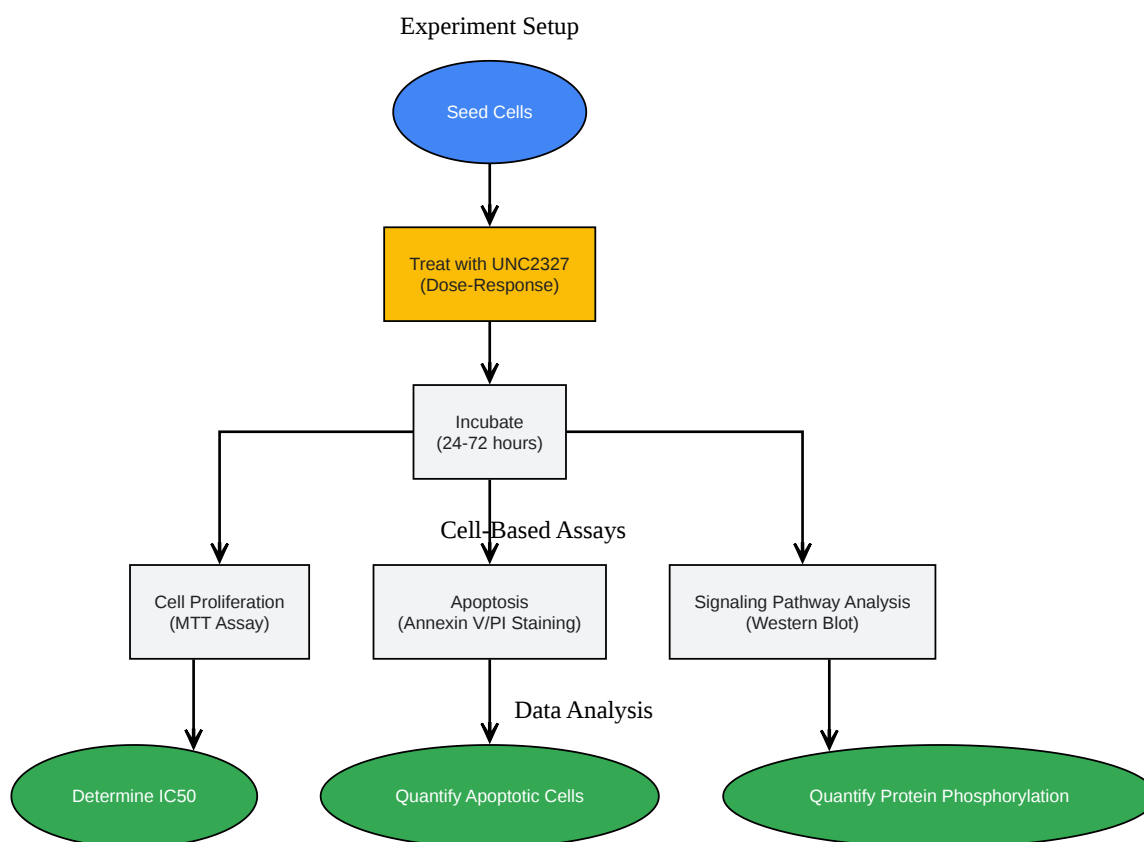 Experiment Setup
Seed Cells
Treat with UNC2327
(Dose-Response)
Incubate
(24-72 hours)
Cell-Based Assays
Cell Proliferation
(MTT Assay)
Apoptosis
(Annexin V/PI Staining)
Signaling Pathway Analysis
(Western Blot)
Data Analysis
Determine IC50
Quantify Apoptotic Cells
Quantify Protein Phosphorylation